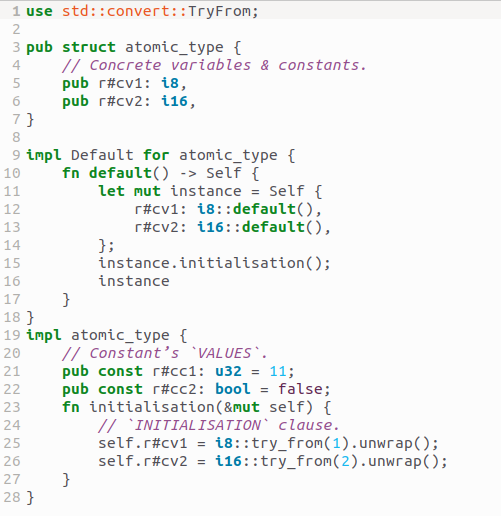 1 use std::convert::TryFrom;
2
3 pub struct atomic_type {
4     // Concrete variables & constants.
5     pub r#cv1: i8,
6     pub r#cv2: i16,
7 }
8
9 impl Default for atomic_type {
10     fn default() -> Self {
11         let mut instance = Self {
12             r#cv1: i8::default(),
13             r#cv2: i16::default(),
14         };
15         instance.initialisation();
16         instance
17     }
18 }
19 impl atomic_type {
20     // Constant’s `VALUES`.
21     pub const r#cc1: u32 = 11;
22     pub const r#cc2: bool = false;
23     fn initialisation(&mut self) {
24         // `INITIALISATION` clause.
25         self.r#cv1 = i8::try_from(1).unwrap();
26         self.r#cv2 = i16::try_from(2).unwrap();
27     }
28 }